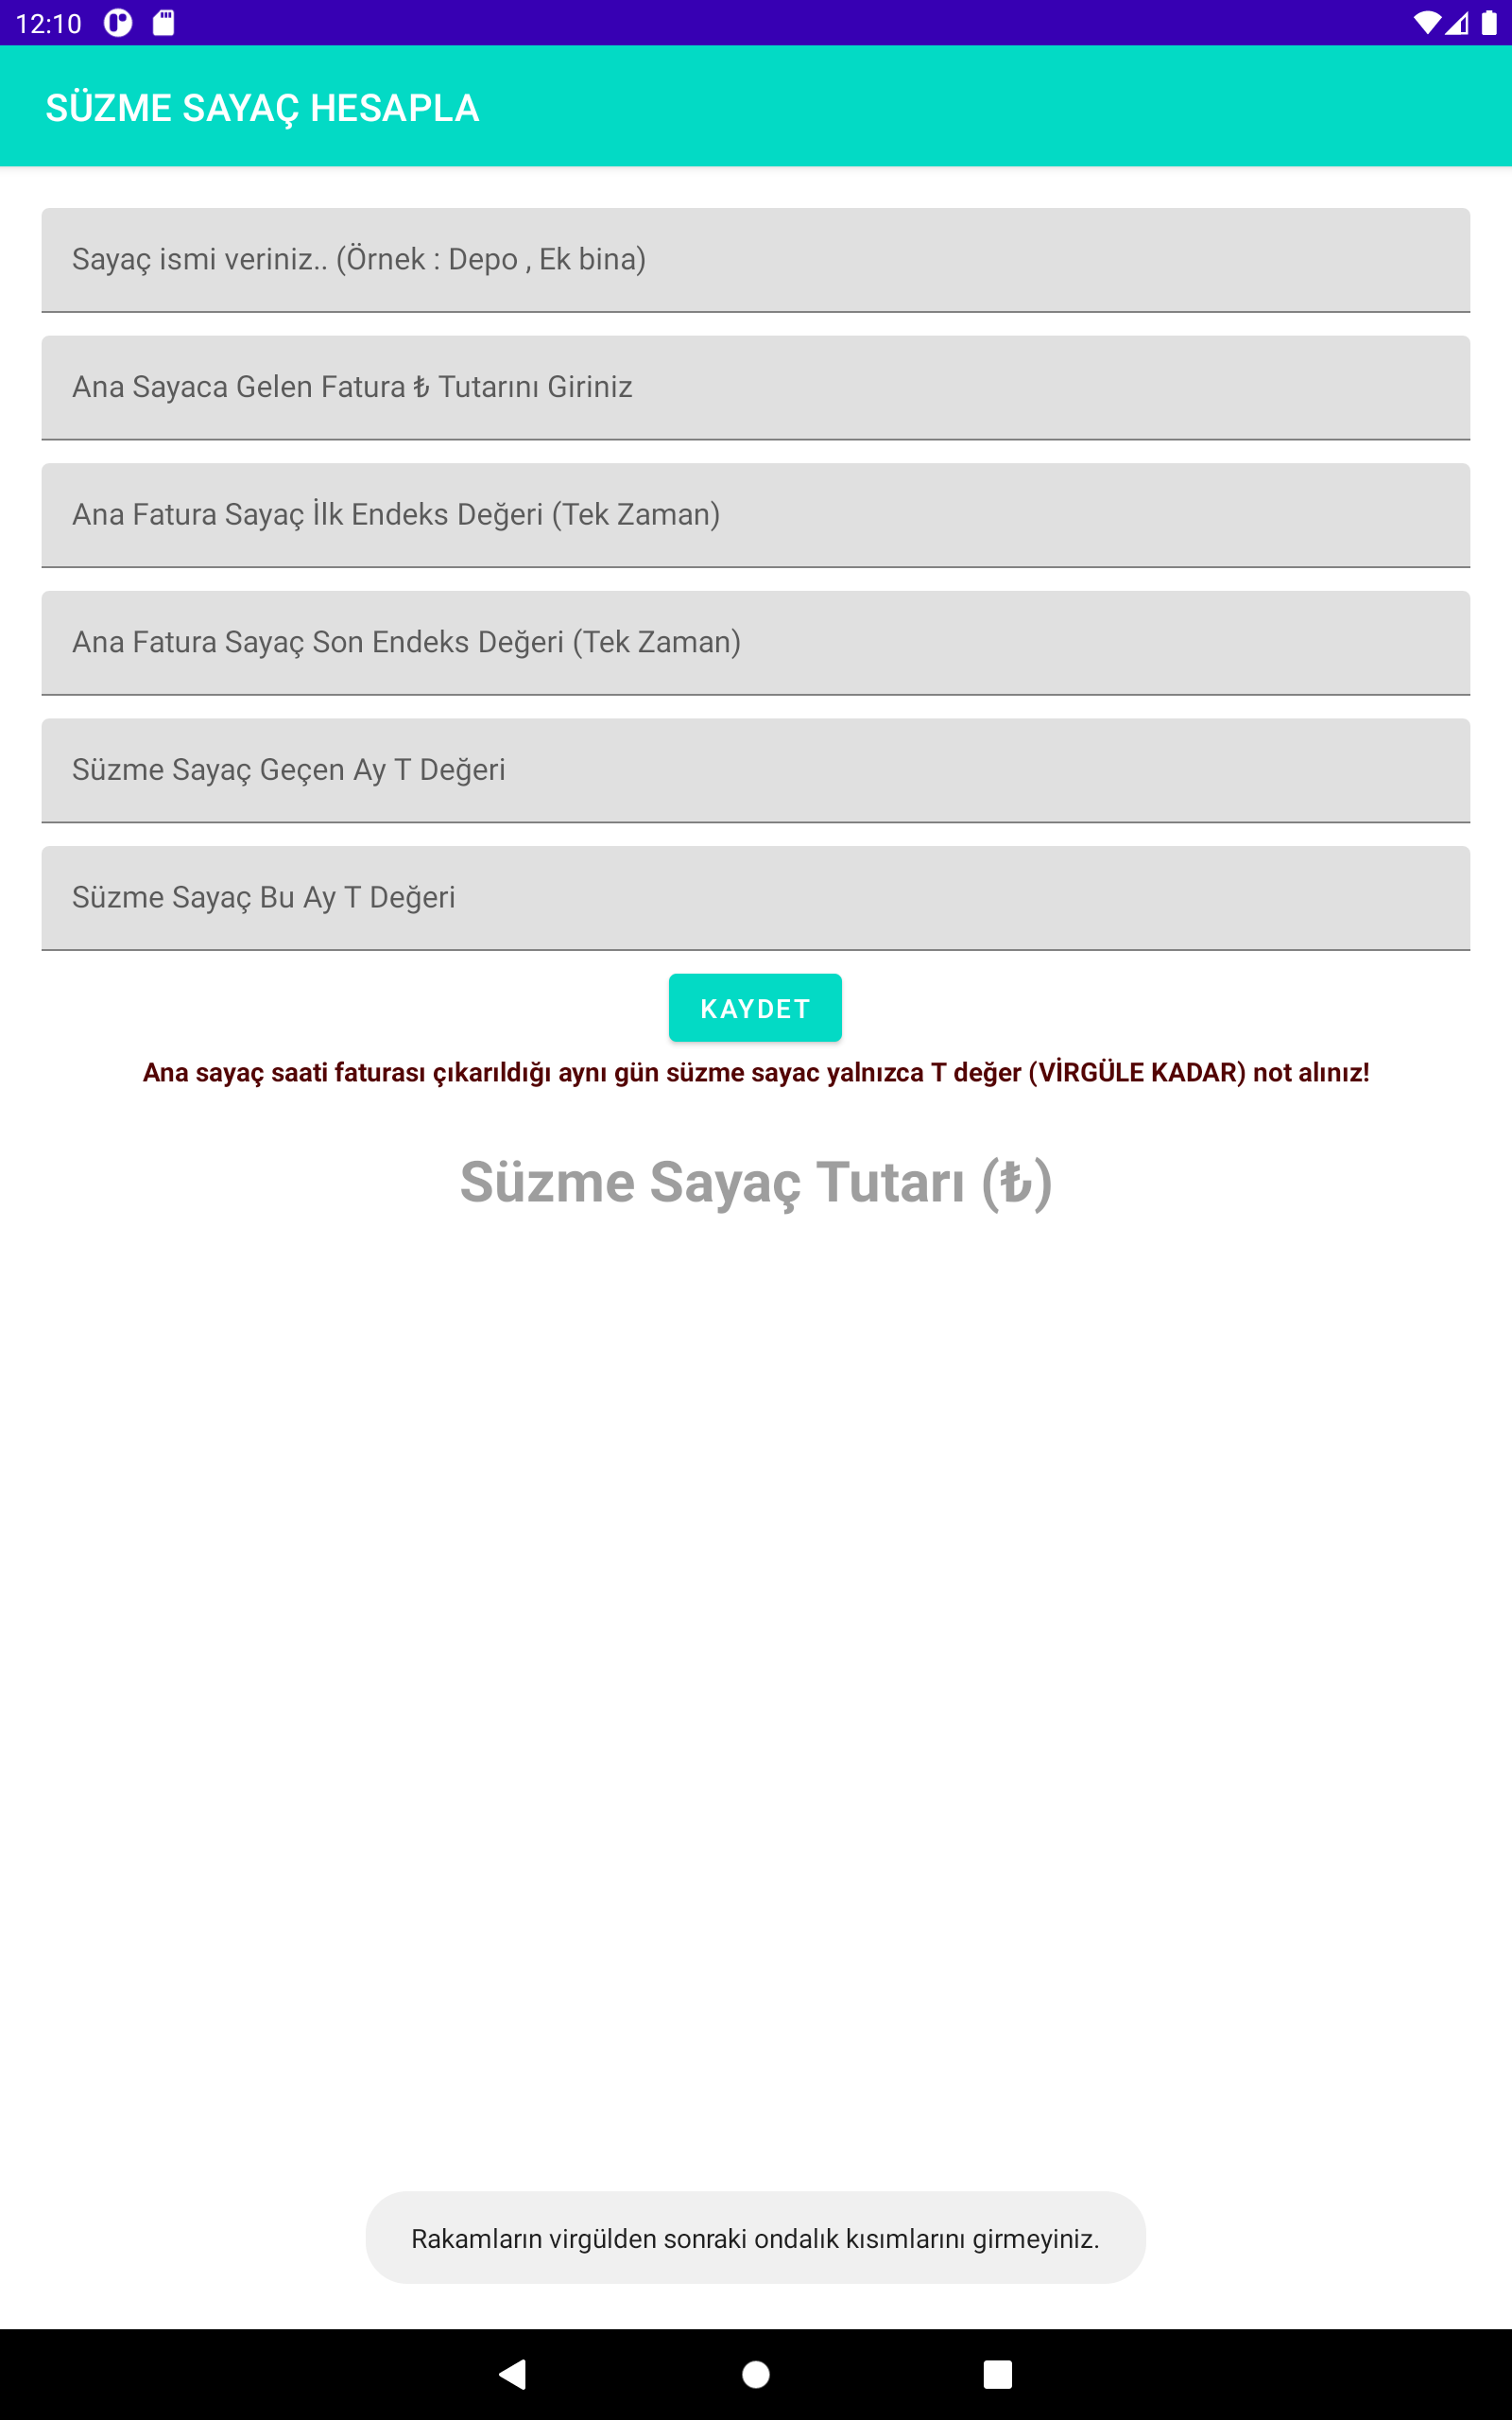 12:10
SÜZME SAYAÇ HESAPLA
Sayaç ismi veriniz.. (Örnek : Depo , Ek bina)
Ana Sayaca Gelen Fatura ₺ Tutarını Giriniz
Ana Fatura Sayaç İlk Endeks Değeri (Tek Zaman)
Ana Fatura Sayaç Son Endeks Değeri (Tek Zaman)
Süzme Sayaç Geçen Ay T Değeri
Süzme Sayaç Bu Ay T Değeri
KAYDET
Ana sayaç saati faturası çıkarıldığı aynı gün süzme sayac yalnızca T değer (VİRGÜLE KADAR) not alınız!
Süzme Sayaç Tutarı (₺)
Rakamların virgülden sonraki ondalık kısımlarını girmeyiniz.